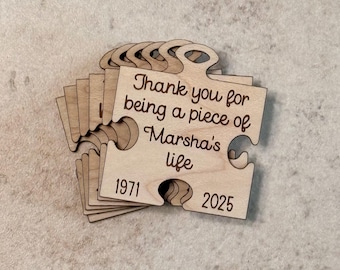 Thank you for
being a piece of
Marsha's
life
1971 2025